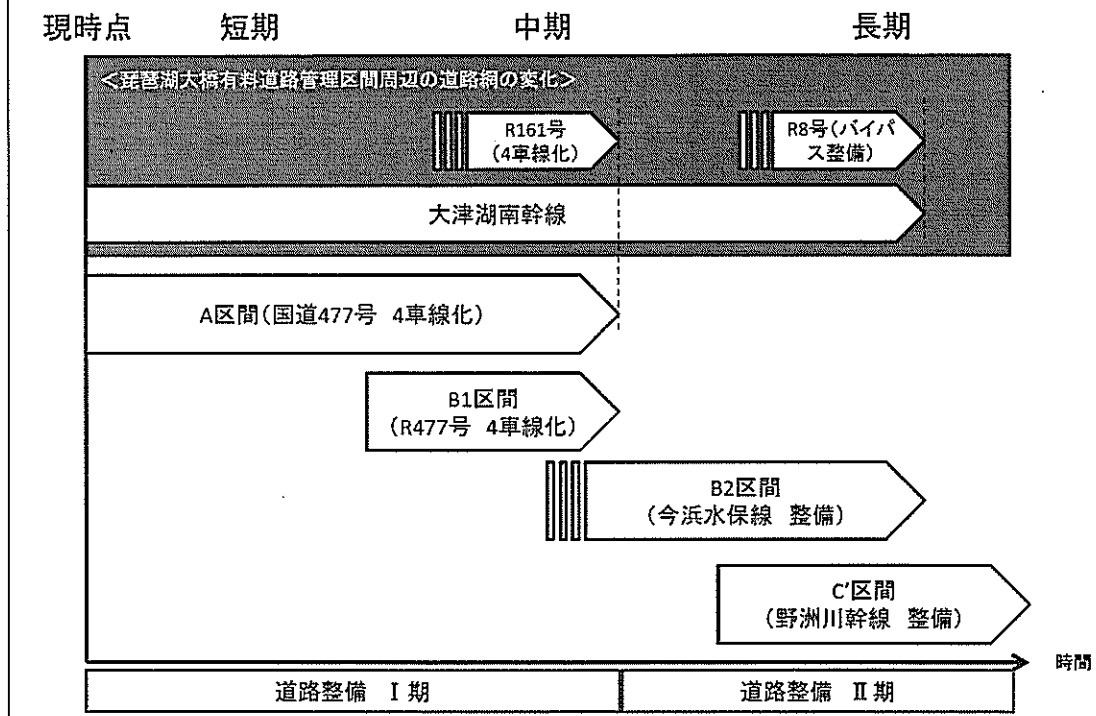 現時点 短期 中期 長期
<琵琶湖大橋有料道路管理区間周辺の道路網の変化>
R161号
(4車線化)
R8号(バイパ
ス整備)
大津湖南幹線
A区間(国道477号 4車線化)
B1区間
(R477号 4車線化)
B2区間
(今浜水保線 整備)
C'区間
(野洲川幹線 整備)
時間
道路整備 Ⅰ期 道路整備 Ⅱ期